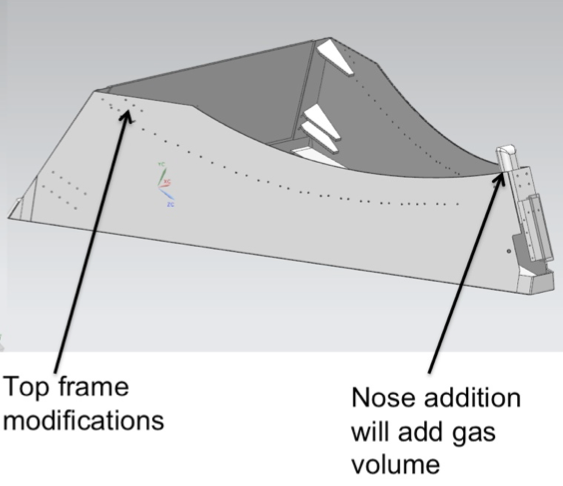 Top frame
modifications
Nose addition
will add gas
volume